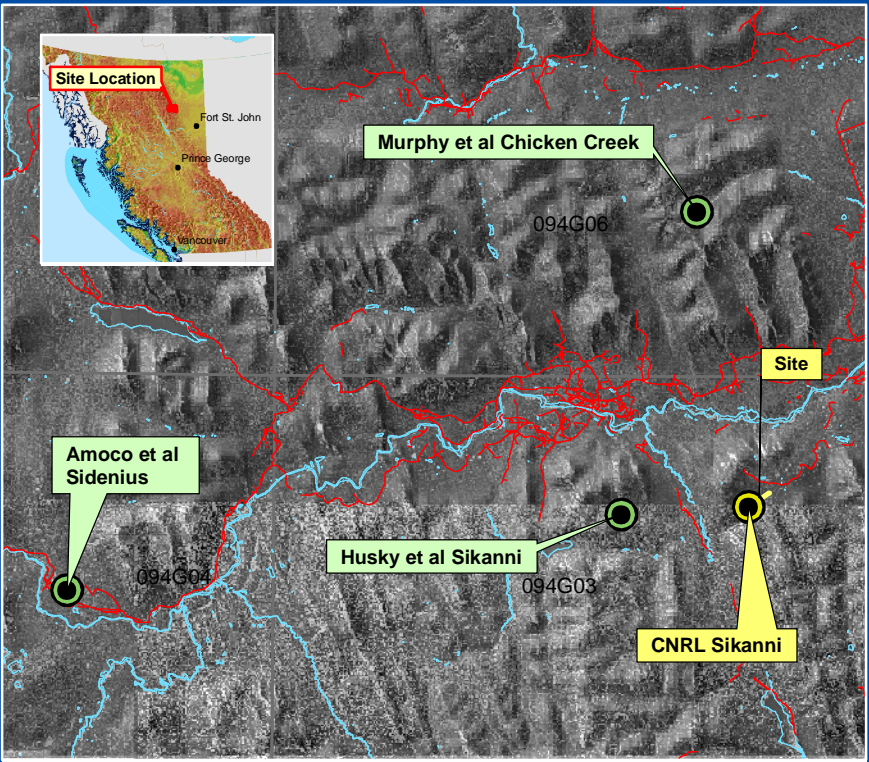 Site Location
Fort St. John
Prince George
Vancouver
Murphy et al Chicken Creek
094G06
Site
Amoco et al
Sidenius
Husky et al Sikanni
094G04
094G03
CNRL Sikanni